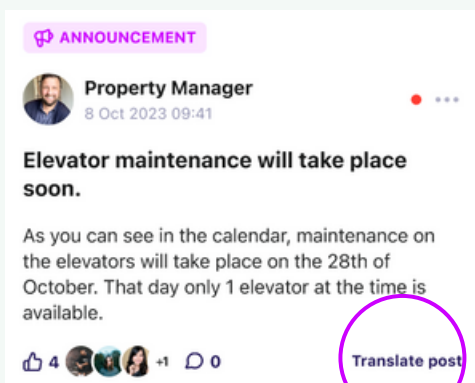 ANNOUNCEMENT
Property Manager
8 Oct 2023 09:41
Elevator maintenance will take place
soon.
As you can see in the calendar, maintenance on
the elevators will take place on the 28th of
October. That day only 1 elevator at the time is
available.
4 +1 0 Translate post